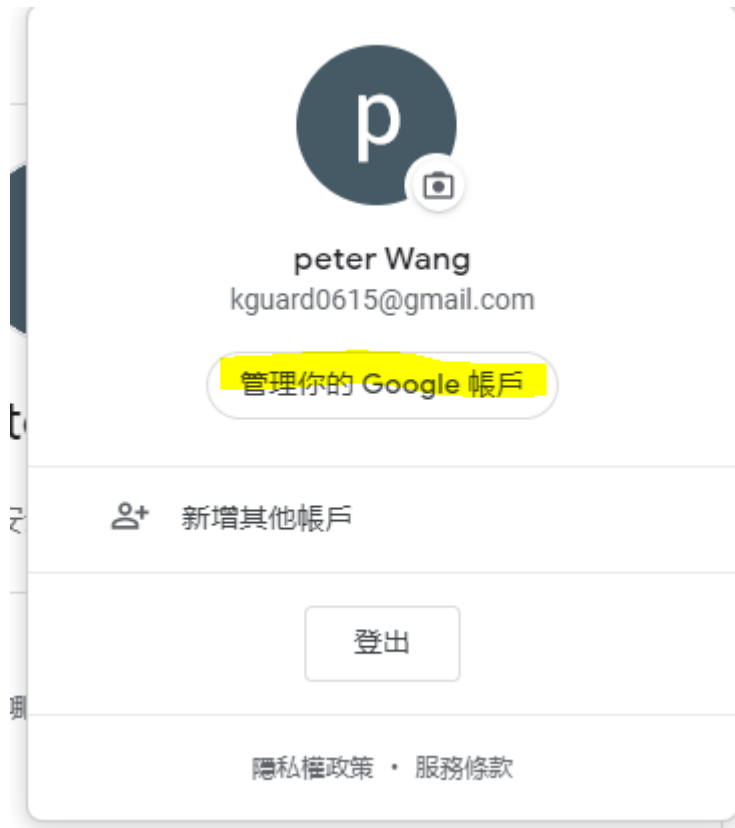 p
peter Wang
kguard0615@gmail.com
管理你的 Google 帳戶
新增其他帳戶
登出
隱私權政策 · 服務條款